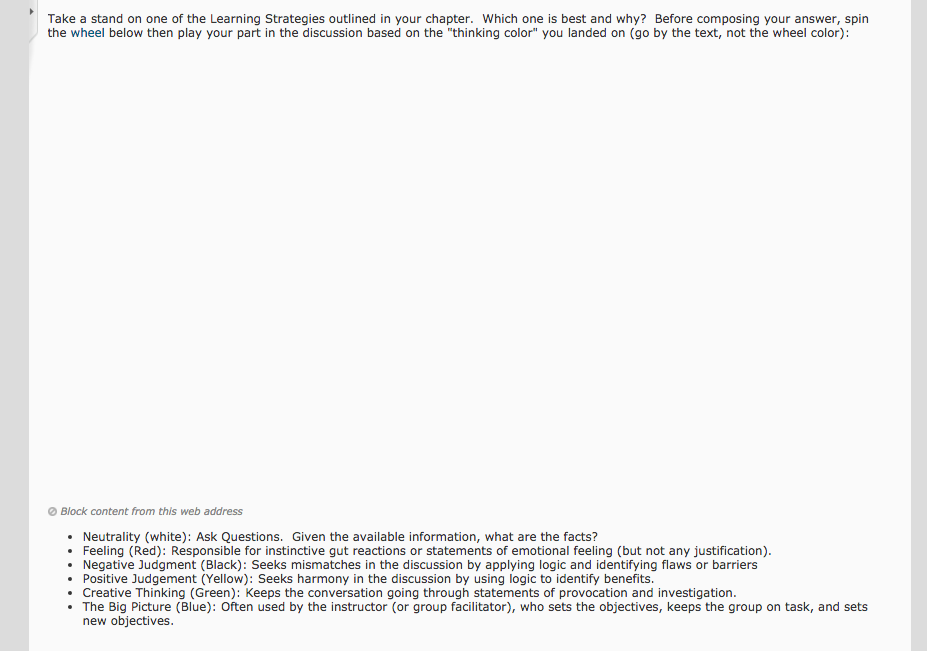 Take a stand on one of the Learning Strategies outlined in your chapter.  Which one is best and why?  Before composing your answer, spin
the wheel below then play your part in the discussion based on the "thinking color" you landed on (go by the text, not the wheel color):
Block content from this web address
• Neutrality (white): Ask Questions.  Given the available information, what are the facts?
• Feeling (Red): Responsible for instinctive gut reactions or statements of emotional feeling (but not any justification).
• Negative Judgment (Black): Seeks mismatches in the discussion by applying logic and identifying flaws or barriers
• Positive Judgement (Yellow): Seeks harmony in the discussion by using logic to identify benefits.
• Creative Thinking (Green): Keeps the conversation going through statements of provocation and investigation.
• The Big Picture (Blue): Often used by the instructor (or group facilitator), who sets the objectives, keeps the group on task, and sets
new objectives.